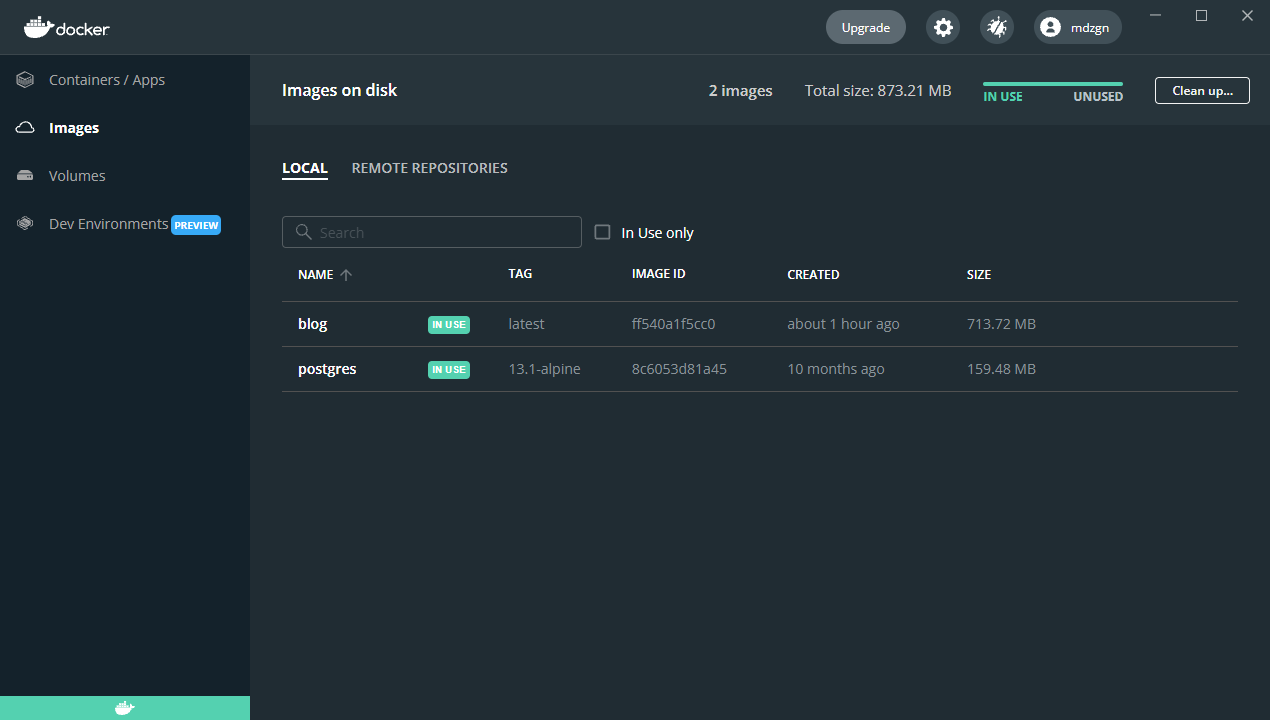 docker Upgrade mdzgn
Containers / Apps
Images
Volumes
Dev Environments PREVIEW
Images on disk 2 images Total size: 873.21 MB IN USE UNUSED Clean up...
LOCAL REMOTE REPOSITORIES
Search In Use only
NAME TAG IMAGE ID CREATED SIZE
blog IN USE latest ff540a1f5cc0 about 1 hour ago 713.72 MB
postgres IN USE 13.1-alpine 8c6053d81a45 10 months ago 159.48 MB